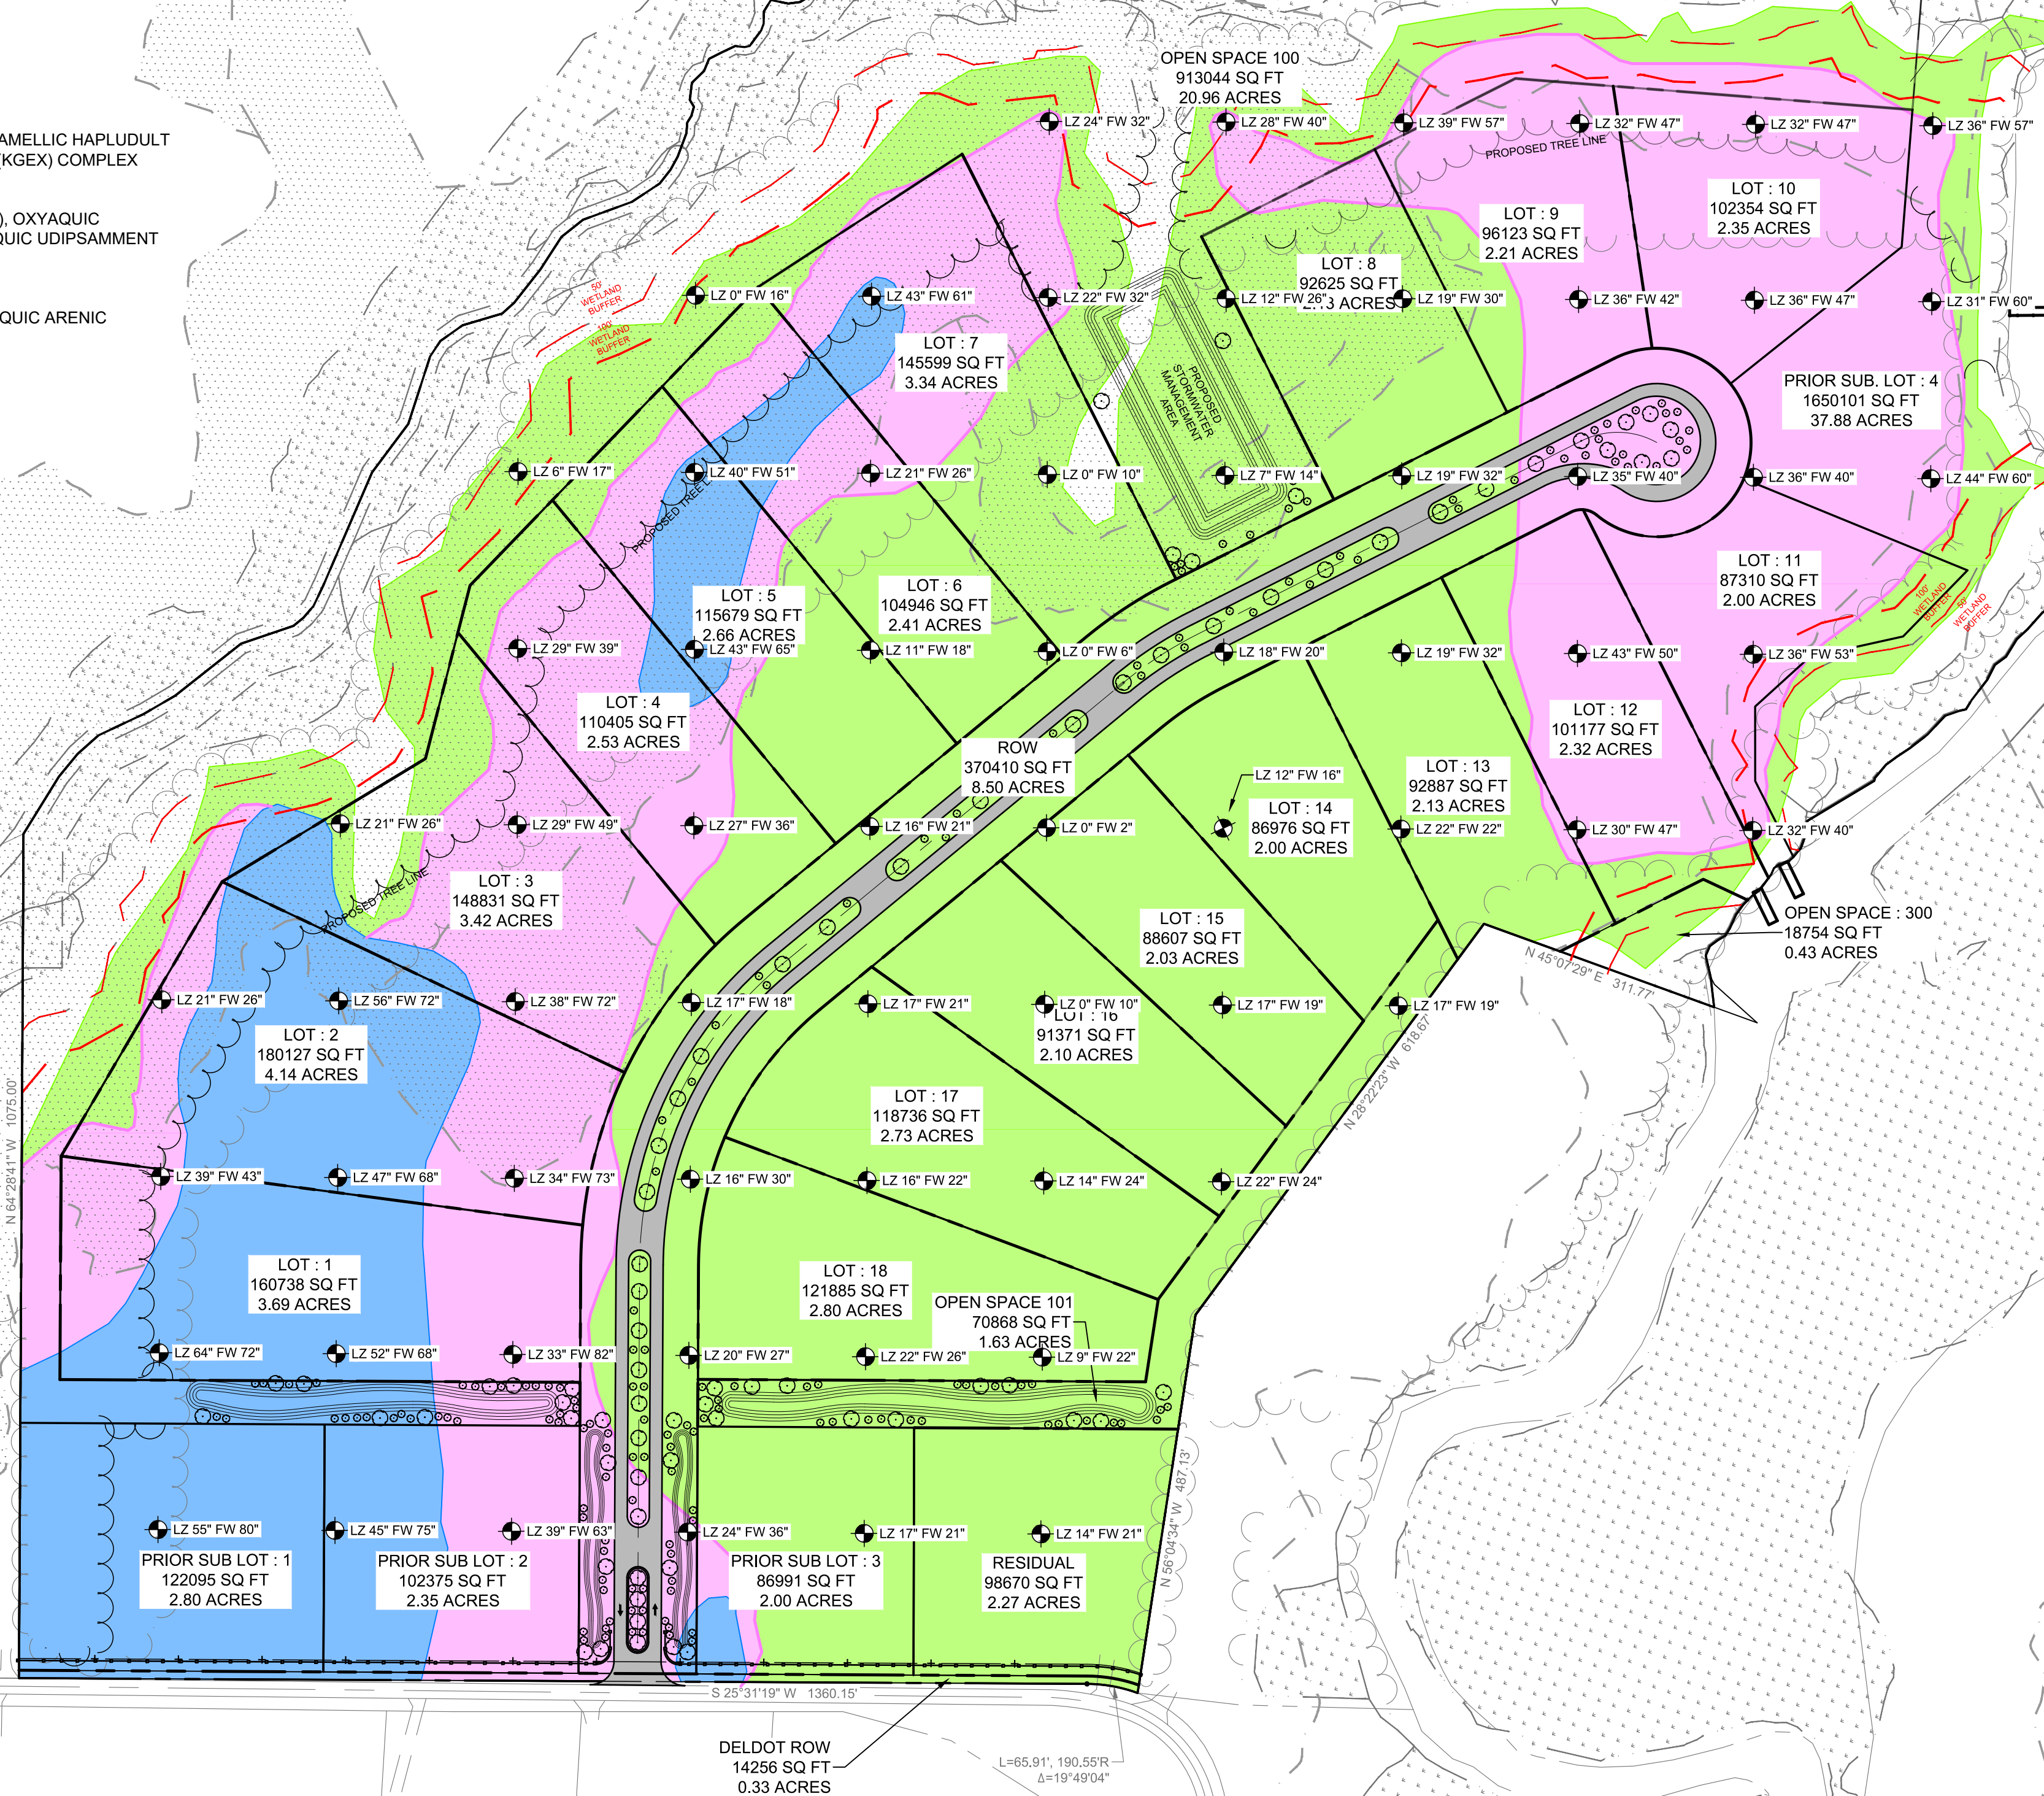 AMELLIC HAPLUDULT
(KGEX) COMPLEX
), OXYAQUIC
QUIC UDIPSAMMENT
QUIC ARENIC
OPEN SPACE 100
913044 SQ FT
20.96 ACRES
LZ 24" FW 32"
LZ 28" FW 40"
LZ 39" FW 57"
LZ 32" FW 47"
LZ 32" FW 47"
LZ 36" FW 57"
PROPOSED TREE LINE
LOT : 10
102354 SQ FT
2.35 ACRES
LOT : 9
96123 SQ FT
2.21 ACRES
LOT : 8
92625 SQ FT
2.13 ACRES
50'
WETLAND
BUFFER
100'
WETLAND
BUFFER
LZ 0" FW 16"
LZ 43" FW 61"
LZ 22" FW 32"
LZ 12" FW 26"
LZ 19" FW 30"
LZ 36" FW 42"
LZ 36" FW 47"
LZ 31" FW 60"
LOT : 7
145599 SQ FT
3.34 ACRES
PROPOSED
STORMWATER
MANAGEMENT
AREA
PRIOR SUB. LOT : 4
1650101 SQ FT
37.88 ACRES
LZ 6" FW 17"
LZ 40" FW 51"
LZ 21" FW 26"
LZ 0" FW 10"
LZ 7" FW 14"
LZ 19" FW 32"
LZ 35" FW 40"
LZ 36" FW 40"
LZ 44" FW 60"
PROPOSED TREE L
LOT : 11
87310 SQ FT
2.00 ACRES
100'
WETLAND
BUFFER
50'
WETLAND
BUFFER
LOT : 5
115679 SQ FT
2.66 ACRES
LOT : 6
104946 SQ FT
2.41 ACRES
LZ 29" FW 39"
LZ 43" FW 65"
LZ 11" FW 18"
LZ 0" FW 6"
LZ 18" FW 20"
LZ 19" FW 32"
LZ 43" FW 50"
LZ 36" FW 53"
LOT : 4
110405 SQ FT
2.53 ACRES
LOT : 12
101177 SQ FT
2.32 ACRES
ROW
370410 SQ FT
8.50 ACRES
LZ 12" FW 16"
LOT : 13
92887 SQ FT
2.13 ACRES
LOT : 14
86976 SQ FT
2.00 ACRES
LZ 21" FW 26"
LZ 29" FW 49"
LZ 27" FW 36"
LZ 16" FW 21"
LZ 0" FW 2"
LZ 22" FW 22"
LZ 30" FW 47"
LZ 32" FW 40"
PROPOSED TREE LINE
LOT : 3
148831 SQ FT
3.42 ACRES
LOT : 15
88607 SQ FT
2.03 ACRES
OPEN SPACE : 300
18754 SQ FT
0.43 ACRES
N 45°07'29" E 311.77'
LZ 21" FW 26"
LZ 56" FW 72"
LZ 38" FW 72"
LZ 17" FW 18"
LZ 17" FW 21"
LZ 0" FW 10"
LZ 17" FW 19"
LZ 17" FW 19"
LOT : 16
91371 SQ FT
2.10 ACRES
LOT : 2
180127 SQ FT
4.14 ACRES
N 28°22'23" W 618.67'
N 64°28'41" W 1075.00'
LOT : 17
118736 SQ FT
2.73 ACRES
LZ 39" FW 43"
LZ 47" FW 68"
LZ 34" FW 73"
LZ 16" FW 30"
LZ 16" FW 22"
LZ 14" FW 24"
LZ 22" FW 24"
LOT : 1
160738 SQ FT
3.69 ACRES
LOT : 18
121885 SQ FT
2.80 ACRES
OPEN SPACE 101
70868 SQ FT
1.63 ACRES
LZ 64" FW 72"
LZ 52" FW 68"
LZ 33" FW 82"
LZ 20" FW 27"
LZ 22" FW 26"
LZ 9" FW 22"
N 56°04'34" W 487.13'
LZ 55" FW 80"
LZ 45" FW 75"
LZ 39" FW 63"
LZ 24" FW 36"
LZ 17" FW 21"
LZ 14" FW 21"
PRIOR SUB LOT : 1
122095 SQ FT
2.80 ACRES
PRIOR SUB LOT : 2
102375 SQ FT
2.35 ACRES
PRIOR SUB LOT : 3
86991 SQ FT
2.00 ACRES
RESIDUAL
98670 SQ FT
2.27 ACRES
S 25°31'19" W 1360.15'
DELDOT ROW
14256 SQ FT
0.33 ACRES
L=65.91', 190.55'R
Δ=19°49'04"